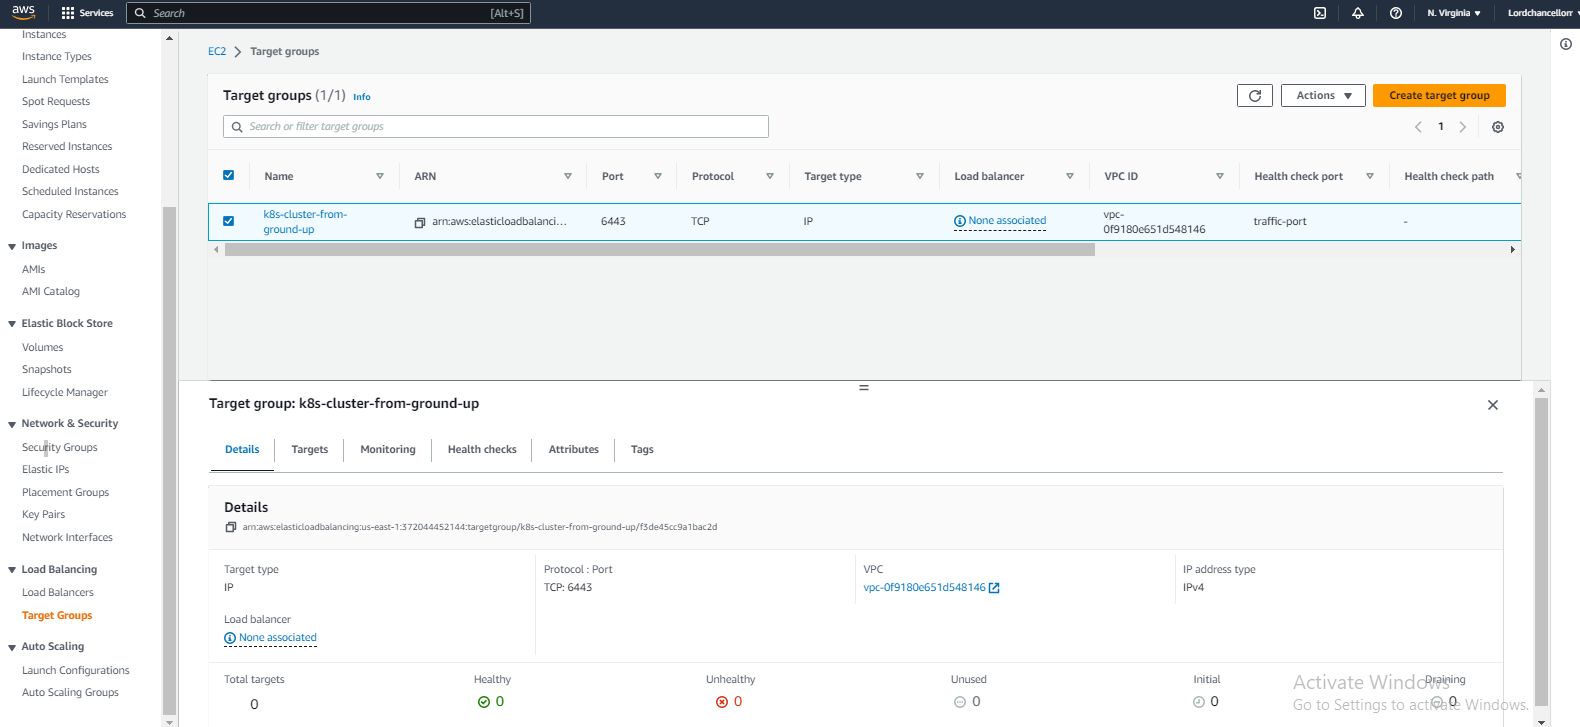 aws
Services
Search
[Alt+S]
N. Virginia
Lordchancellorr
Instances
Instance Types
Launch Templates
Spot Requests
Savings Plans
Reserved Instances
Dedicated Hosts
Scheduled Instances
Capacity Reservations
Images
AMIs
AMI Catalog
Elastic Block Store
Volumes
Snapshots
Lifecycle Manager
Network & Security
Security Groups
Elastic IPs
Placement Groups
Key Pairs
Network Interfaces
Load Balancing
Load Balancers
Target Groups
Auto Scaling
Launch Configurations
Auto Scaling Groups
EC2 > Target groups
Target groups (1/1) Info
Actions
Create target group
Search or filter target groups
1
Name ARN Port Protocol Target type Load balancer VPC ID Health check port Health check path
k8s-cluster-from-
ground-up
arn:aws:elasticloadbalanci...
6443
TCP
IP
None associated
vpc-
0f9180e651d548146
traffic-port
-
Target group: k8s-cluster-from-ground-up
Details Targets Monitoring Health checks Attributes Tags
Details
arn:aws:elasticloadbalancing:us-east-1:372044452144:targetgroup/k8s-cluster-from-ground-up/f3de45cc9a1bac2d
Target type
IP
Protocol : Port
TCP: 6443
VPC
vpc-0f9180e651d548146
IP address type
IPv4
Load balancer
None associated
Total targets
0
Healthy
0
Unhealthy
0
Unused
0
Initial
0
Draining
0
Activate Windows
Go to Settings to activate Windows.